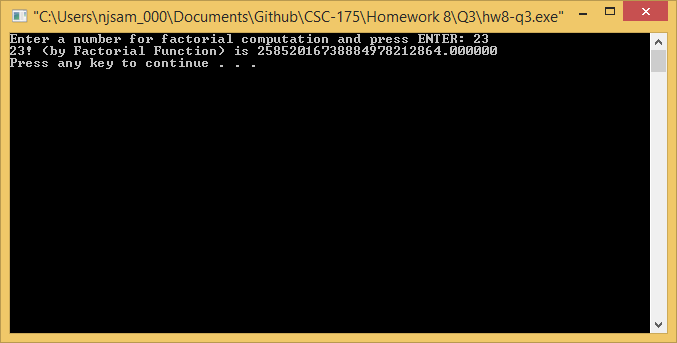 "C:\Users\njsam_000\Documents\Github\CSC-175\Homework 8\Q3\hw8-q3.exe"
Enter a number for factorial computation and press ENTER: 23
23! (by Factorial Function) is 25852016738884978212864.000000
Press any key to continue . . .